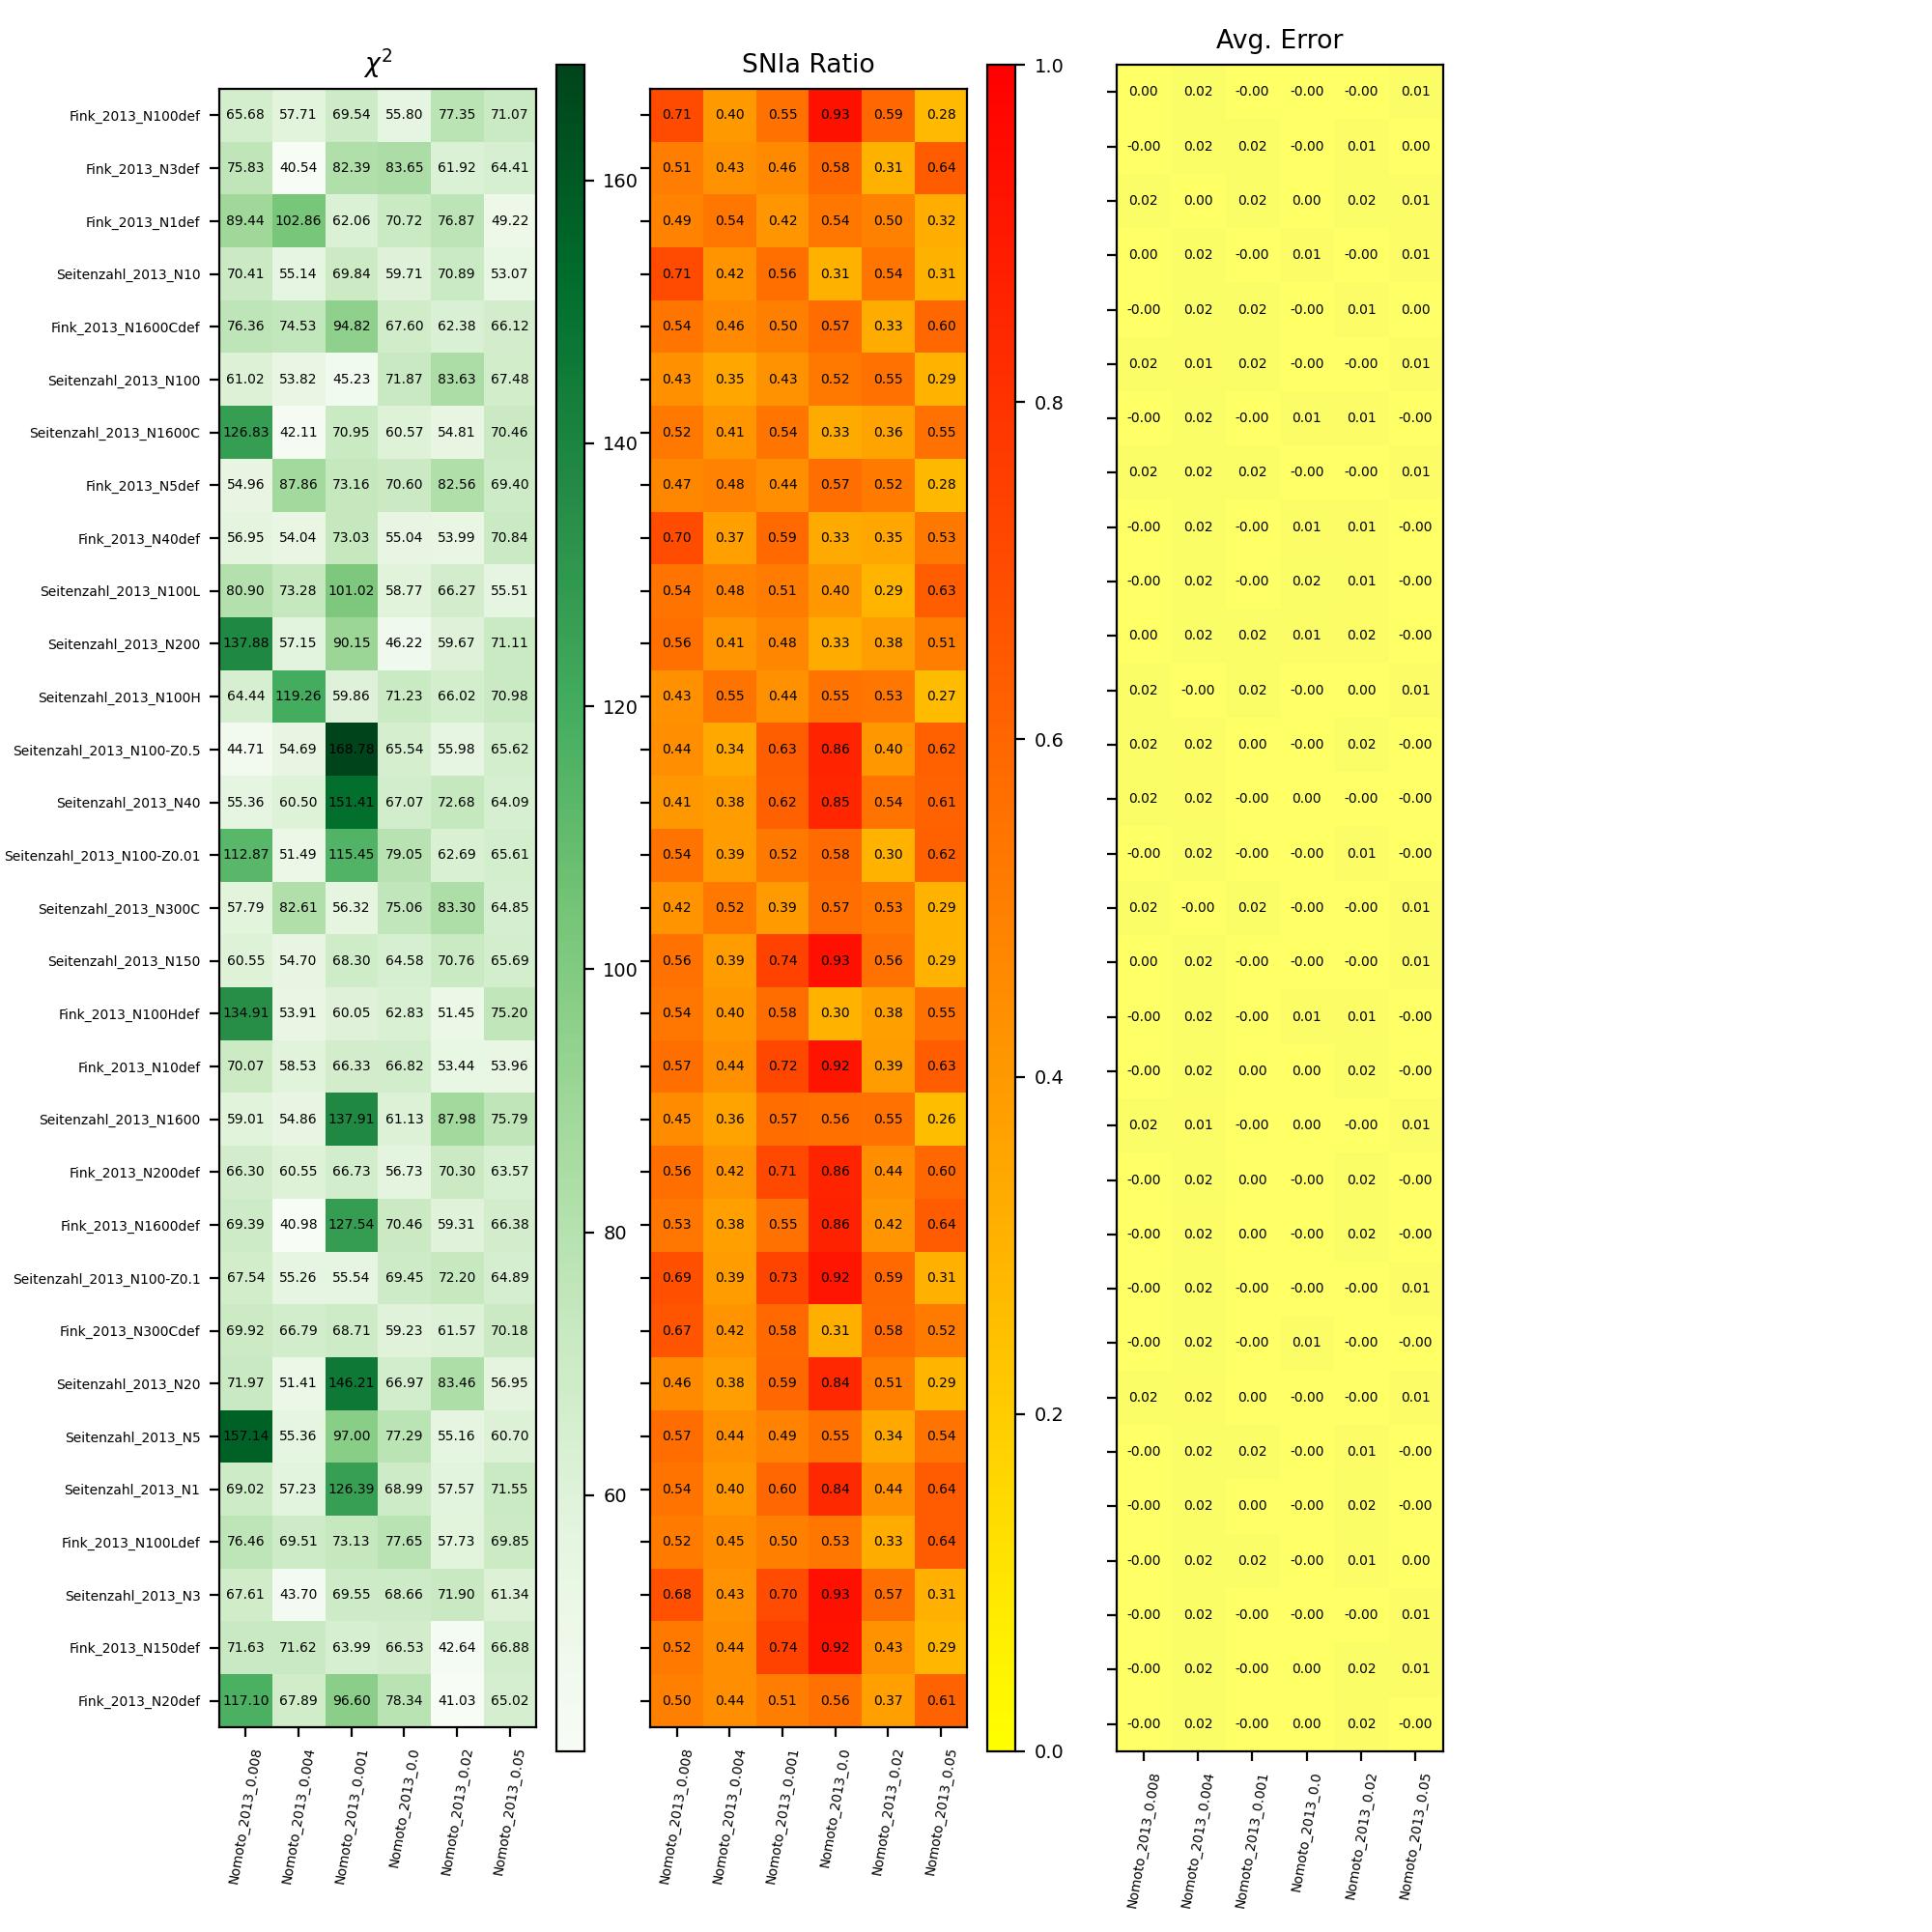 χ²
SNIa Ratio
Avg. Error
Fink_2013_N100def 65.68 57.71 69.54 55.80 77.35 71.07 0.71 0.40 0.55 0.93 0.59 0.28 0.00 0.02 -0.00 -0.00 -0.00 0.01
Fink_2013_N3def 75.83 40.54 82.39 83.65 61.92 64.41 0.51 0.43 0.46 0.58 0.31 0.64 -0.00 0.02 0.02 -0.00 0.01 0.00
Fink_2013_N1def 89.44 102.86 62.06 70.72 76.87 49.22 0.49 0.54 0.42 0.54 0.50 0.32 0.02 0.00 0.02 0.00 0.02 0.01
Seitenzahl_2013_N10 70.41 55.14 69.84 59.71 70.89 53.07 0.71 0.42 0.56 0.31 0.54 0.31 0.00 0.02 -0.00 0.01 -0.00 0.01
Fink_2013_N1600Cdef 76.36 74.53 94.82 67.60 62.38 66.12 0.54 0.46 0.50 0.57 0.33 0.60 -0.00 0.02 0.02 -0.00 0.01 0.00
Seitenzahl_2013_N100 61.02 53.82 45.23 71.87 83.63 67.48 0.43 0.35 0.43 0.52 0.55 0.29 0.02 0.01 0.02 -0.00 -0.00 0.01
Seitenzahl_2013_N1600C 126.83 42.11 70.95 60.57 54.81 70.46 0.52 0.41 0.54 0.33 0.36 0.55 -0.00 0.02 -0.00 0.01 0.01 -0.00
Fink_2013_N5def 54.96 87.86 73.16 70.60 82.56 69.40 0.47 0.48 0.44 0.57 0.52 0.28 0.02 0.02 0.02 -0.00 -0.00 0.01
Fink_2013_N40def 56.95 54.04 73.03 55.04 53.99 70.84 0.70 0.37 0.59 0.33 0.35 0.53 -0.00 0.02 -0.00 0.01 0.01 -0.00
Seitenzahl_2013_N100L 80.90 73.28 101.02 58.77 66.27 55.51 0.54 0.48 0.51 0.40 0.29 0.63 -0.00 0.02 -0.00 0.02 0.01 -0.00
Seitenzahl_2013_N200 137.88 57.15 90.15 46.22 59.67 71.11 0.56 0.41 0.48 0.33 0.38 0.51 0.00 0.02 0.02 0.01 0.02 -0.00
Seitenzahl_2013_N100H 64.44 119.26 59.86 71.23 66.02 70.98 0.43 0.55 0.44 0.55 0.53 0.27 0.02 -0.00 0.02 -0.00 0.00 0.01
Seitenzahl_2013_N100-Z0.5 44.71 54.69 168.78 65.54 55.98 65.62 0.44 0.34 0.63 0.86 0.40 0.62 0.02 0.02 0.00 -0.00 0.02 -0.00
Seitenzahl_2013_N40 55.36 60.50 151.41 67.07 72.68 64.09 0.41 0.38 0.62 0.85 0.54 0.61 0.02 0.02 -0.00 0.00 -0.00 -0.00
Seitenzahl_2013_N100-Z0.01 112.87 51.49 115.45 79.05 62.69 65.61 0.54 0.39 0.52 0.58 0.30 0.62 -0.00 0.02 -0.00 -0.00 0.01 -0.00
Seitenzahl_2013_N300C 57.79 82.61 56.32 75.06 83.30 64.85 0.42 0.52 0.39 0.57 0.53 0.29 0.02 -0.00 0.02 -0.00 -0.00 0.01
Seitenzahl_2013_N150 60.55 54.70 68.30 64.58 70.76 65.69 0.56 0.39 0.74 0.93 0.56 0.29 0.00 0.02 -0.00 -0.00 -0.00 0.01
Fink_2013_N100Hdef 134.91 53.91 60.05 62.83 51.45 75.20 0.54 0.40 0.58 0.30 0.38 0.55 -0.00 0.02 -0.00 0.01 0.01 -0.00
Fink_2013_N10def 70.07 58.53 66.33 66.82 53.44 53.96 0.57 0.44 0.72 0.92 0.39 0.63 -0.00 0.02 0.00 0.00 0.02 -0.00
Seitenzahl_2013_N1600 59.01 54.86 137.91 61.13 87.98 75.79 0.45 0.36 0.57 0.56 0.55 0.26 0.02 0.01 -0.00 0.00 -0.00 0.01
Fink_2013_N200def 66.30 60.55 66.73 56.73 70.30 63.57 0.56 0.42 0.71 0.86 0.44 0.60 -0.00 0.02 0.00 -0.00 0.02 -0.00
Fink_2013_N1600def 69.39 40.98 127.54 70.46 59.31 66.38 0.53 0.38 0.55 0.86 0.42 0.64 -0.00 0.02 0.00 -0.00 0.02 -0.00
Seitenzahl_2013_N100-Z0.1 67.54 55.26 55.54 69.45 72.20 64.89 0.69 0.39 0.73 0.92 0.59 0.31 -0.00 0.02 -0.00 -0.00 -0.00 0.01
Fink_2013_N300Cdef 69.92 66.79 68.71 59.23 61.57 70.18 0.67 0.42 0.58 0.31 0.58 0.52 -0.00 0.02 -0.00 0.01 -0.00 -0.00
Seitenzahl_2013_N20 71.97 51.41 146.21 66.97 83.46 56.95 0.46 0.38 0.59 0.84 0.51 0.29 0.02 0.02 0.00 -0.00 -0.00 0.01
Seitenzahl_2013_N5 157.14 55.36 97.00 77.29 55.16 60.70 0.57 0.44 0.49 0.55 0.34 0.54 -0.00 0.02 0.02 -0.00 0.01 -0.00
Seitenzahl_2013_N1 69.02 57.23 126.39 68.99 57.57 71.55 0.54 0.40 0.60 0.84 0.44 0.64 -0.00 0.02 0.00 -0.00 0.02 -0.00
Fink_2013_N100Ldef 76.46 69.51 73.13 77.65 57.73 69.85 0.52 0.45 0.50 0.53 0.33 0.64 -0.00 0.02 0.02 -0.00 0.01 0.00
Seitenzahl_2013_N3 67.61 43.70 69.55 68.66 71.90 61.34 0.68 0.43 0.70 0.93 0.57 0.31 -0.00 0.02 -0.00 -0.00 -0.00 0.01
Fink_2013_N150def 71.63 71.62 63.99 66.53 42.64 66.88 0.52 0.44 0.74 0.92 0.43 0.29 -0.00 0.02 -0.00 0.00 0.02 0.01
Fink_2013_N20def 117.10 67.89 96.60 78.34 41.03 65.02 0.50 0.44 0.51 0.56 0.37 0.61 -0.00 0.02 -0.00 0.00 0.02 -0.00
160
140
120
100
80
60
1.0
0.8
0.6
0.4
0.2
0.0
Nomoto_2013_0.008
Nomoto_2013_0.004
Nomoto_2013_0.001
Nomoto_2013_0.0
Nomoto_2013_0.02
Nomoto_2013_0.05
Nomoto_2013_0.008
Nomoto_2013_0.004
Nomoto_2013_0.001
Nomoto_2013_0.0
Nomoto_2013_0.02
Nomoto_2013_0.05
Nomoto_2013_0.008
Nomoto_2013_0.004
Nomoto_2013_0.001
Nomoto_2013_0.0
Nomoto_2013_0.02
Nomoto_2013_0.05